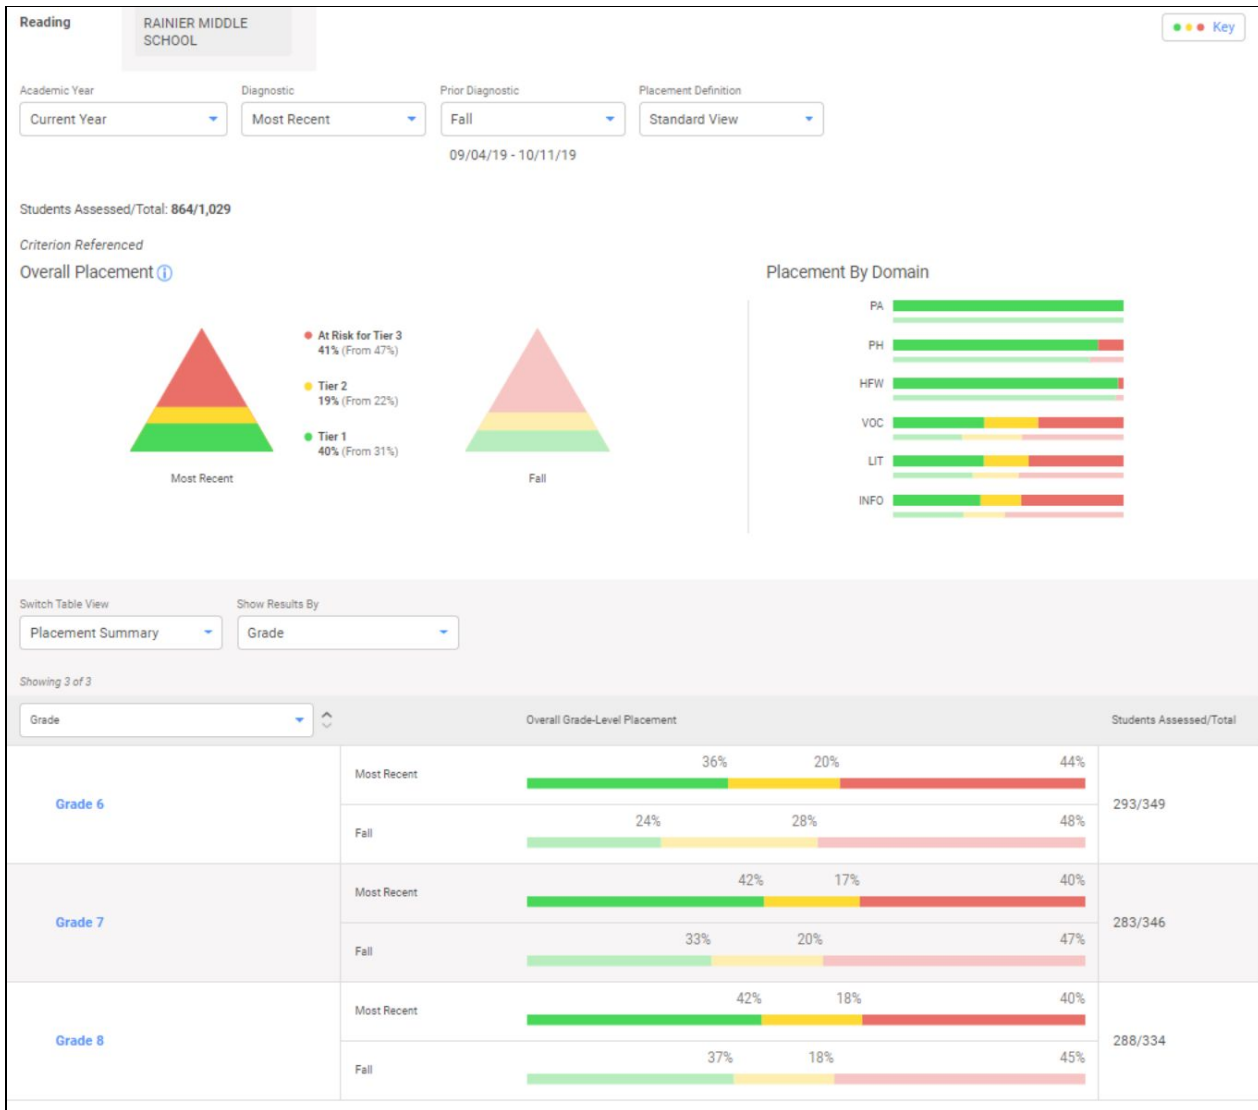 Reading
RAINIER MIDDLE
SCHOOL
Key
Academic Year
Diagnostic
Prior Diagnostic
Placement Definition
Current Year
Most Recent
Fall
Standard View
09/04/19 - 10/11/19
Students Assessed/Total: 864/1,029
Criterion Referenced
Overall Placement
Placement By Domain
At Risk for Tier 3
41% (From 47%)
Tier 2
19% (From 22%)
Tier 1
40% (From 31%)
Most Recent
Fall
PA
PH
HFW
VOC
LIT
INFO
Switch Table View
Show Results By
Placement Summary
Grade
Showing 3 of 3
Grade
Overall Grade-Level Placement
Students Assessed/Total
Grade 6
Most Recent
36% 20% 44%
Fall
24% 28% 48%
293/349
Grade 7
Most Recent
42% 17% 40%
Fall
33% 20% 47%
283/346
Grade 8
Most Recent
42% 18% 40%
Fall
37% 18% 45%
288/334